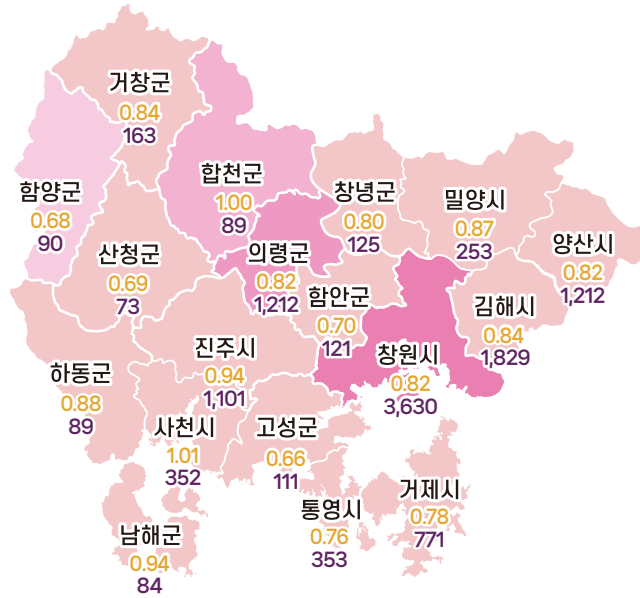 거창군
0.84
163
합천군
1.00
89
함양군
0.68
90
창녕군
0.80
125
밀양시
0.87
253
양산시
0.82
1,212
산청군
0.69
73
의령군
0.82
1,212
함안군
0.70
121
김해시
0.84
1,829
진주시
0.94
1,101
창원시
0.82
3,630
하동군
0.88
89
사천시
1.01
352
고성군
0.66
111
통영시
0.76
353
거제시
0.78
771
남해군
0.94
84